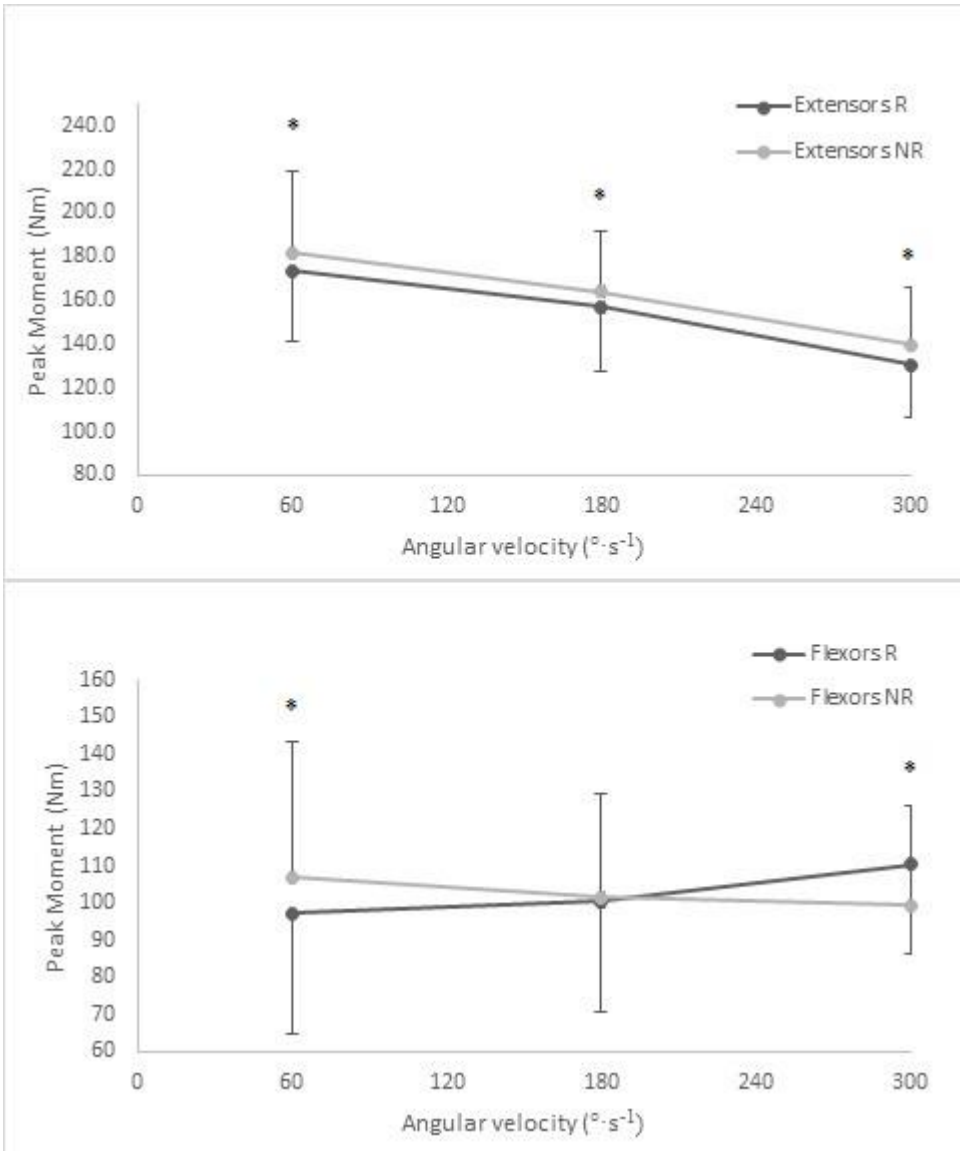 Extensors R
Extensors NR
*
*
*
240.0
220.0
200.0
180.0
160.0
140.0
120.0
100.0
80.0
Peak Moment (Nm)
0 60 120 180 240 300
Angular velocity (°·s-1)
Flexors R
Flexors NR
*
*
160
150
140
130
120
110
100
90
80
70
60
Peak Moment (Nm)
0 60 120 180 240 300
Angular velocity (°·s-1)